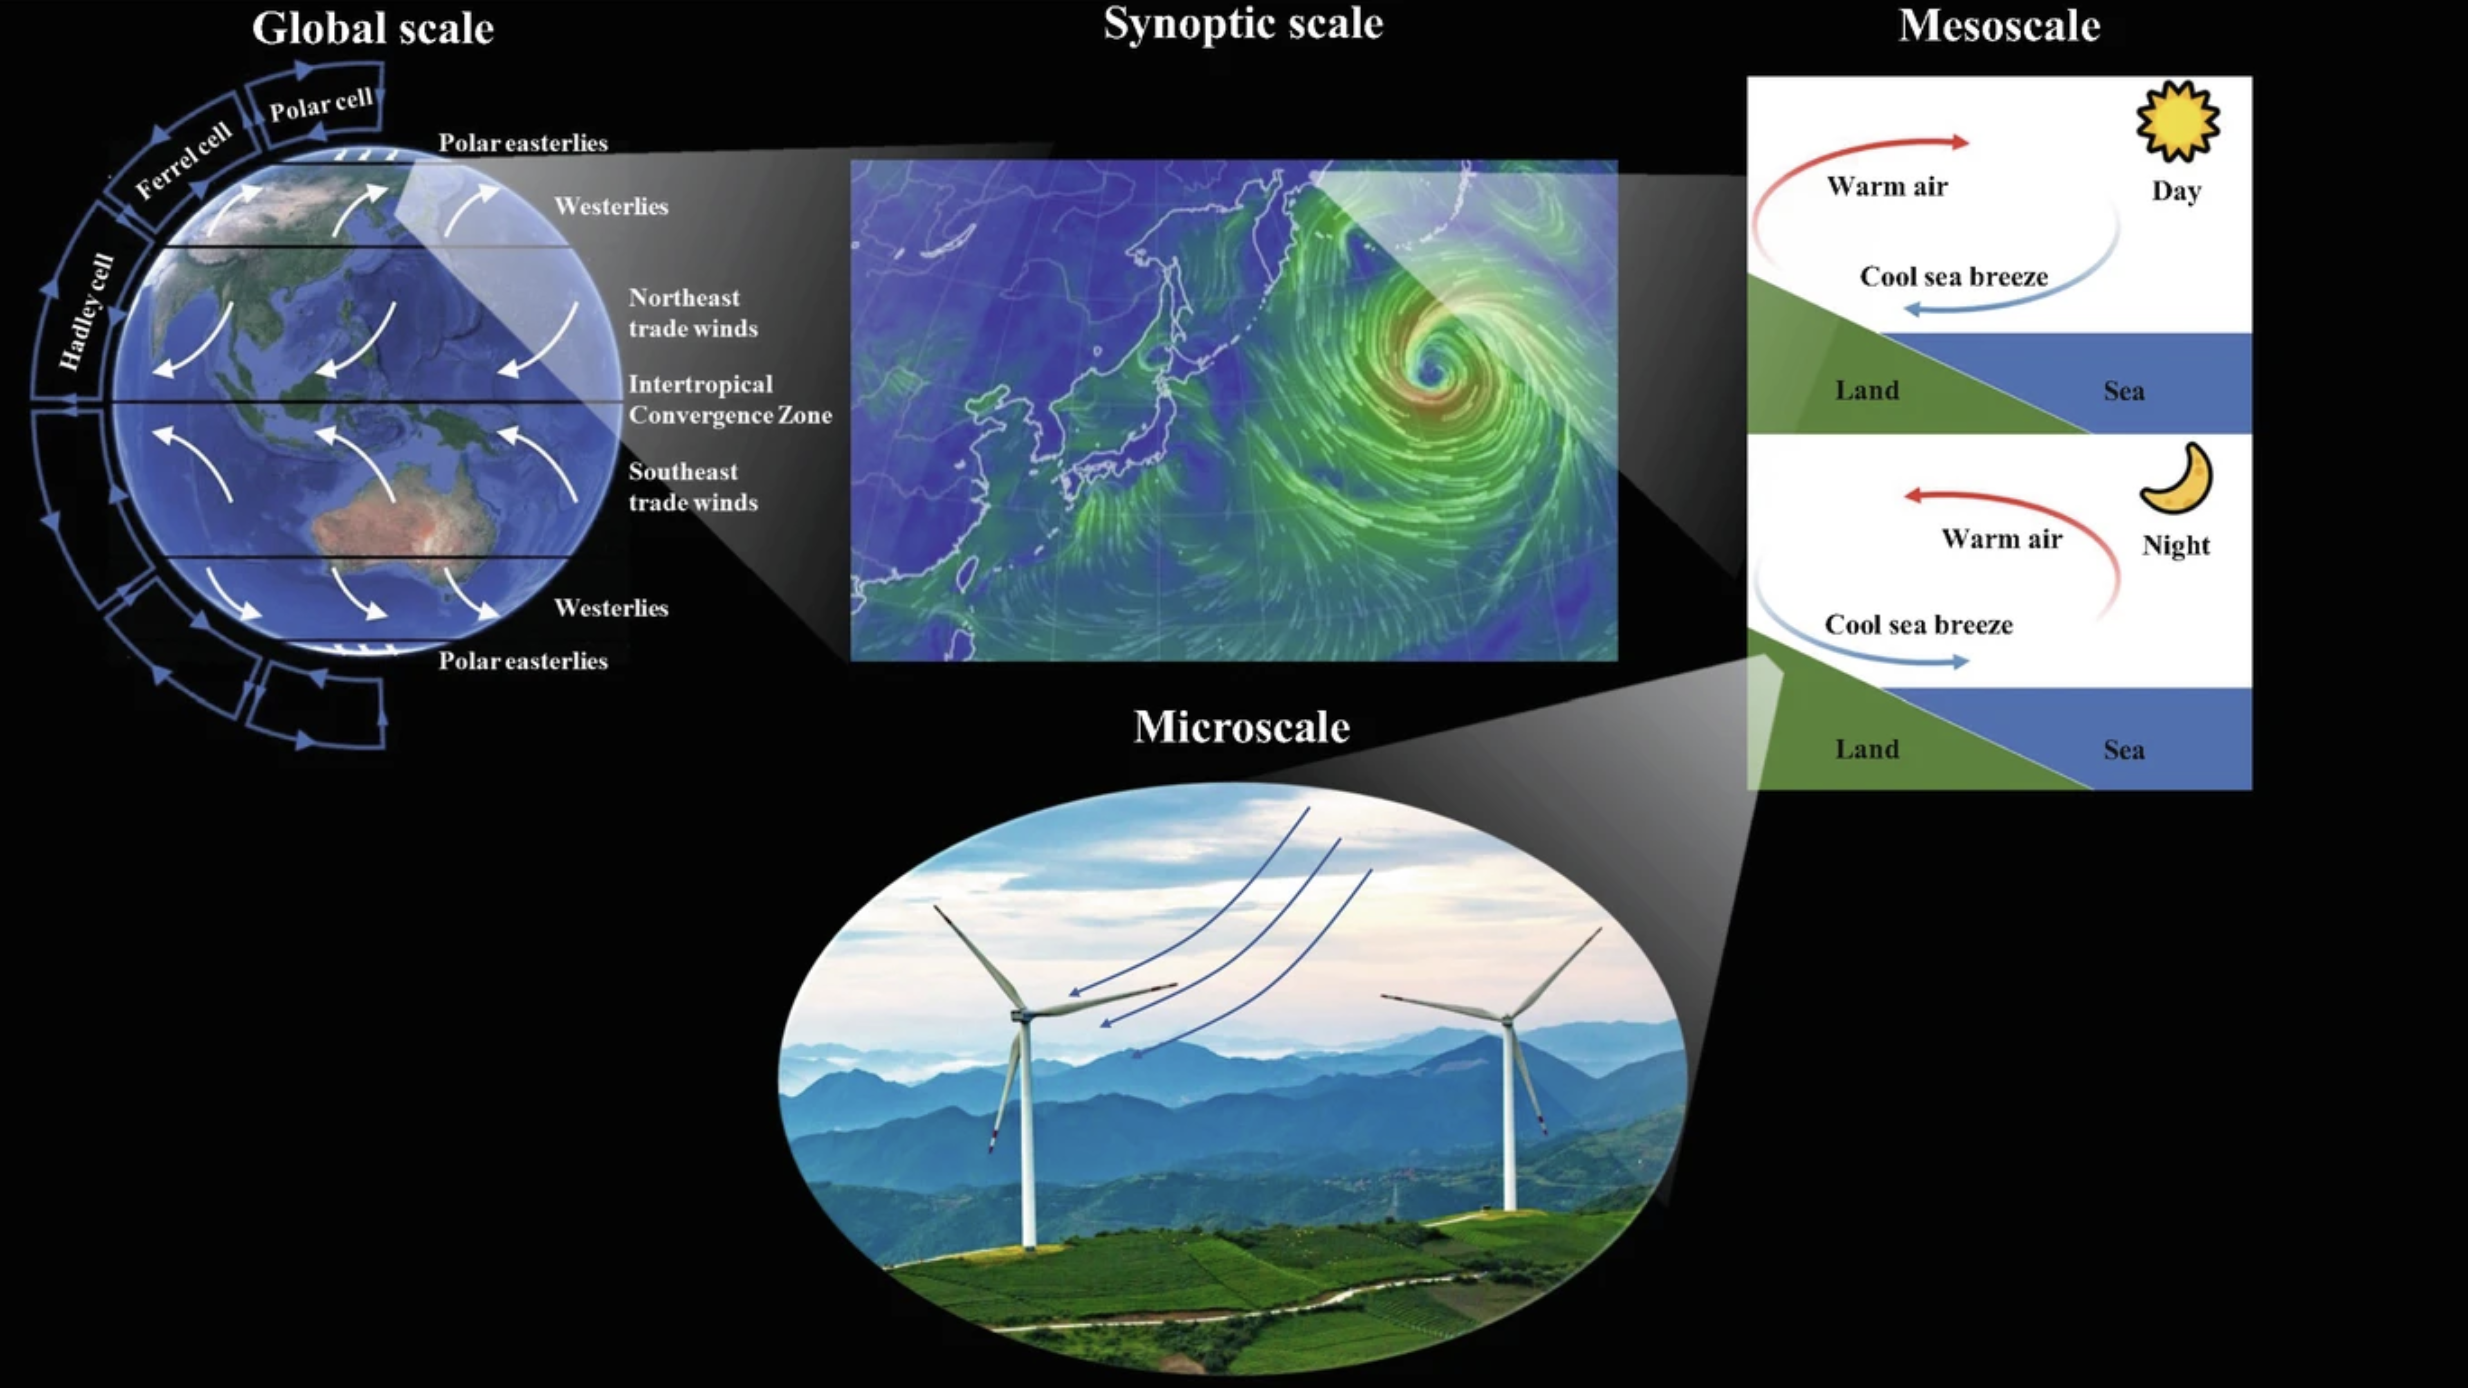 Global scale
Polar cell
Ferrel cell
Hadley cell
Polar easterlies
Westerlies
Northeast
trade winds
Intertropical
Convergence Zone
Southeast
trade winds
Westerlies
Polar easterlies
Synoptic scale
Mesoscale
Warm air
Day
Cool sea breeze
Land
Sea
Warm air
Night
Cool sea breeze
Land
Sea
Microscale